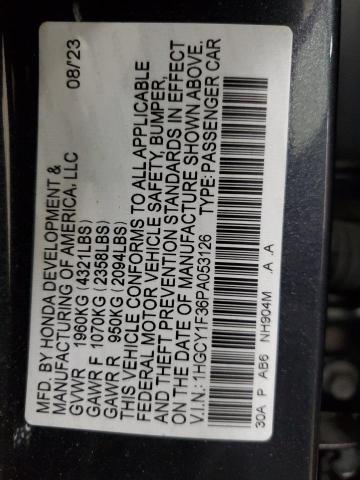 MFD. BY HONDA DEVELOPMENT &
MANUFACTURING OF AMERICA, LLC 08/23
GVWR 1960KG (4321LBS)
GAWR F 1070KG (2358LBS)
GAWR R 950KG (2094LBS)
THIS VEHICLE CONFORMS TO ALL APPLICABLE
FEDERAL MOTOR VEHICLE SAFETY, BUMPER,
AND THEFT PREVENTION STANDARDS IN EFFECT
ON THE DATE OF MANUFACTURE SHOWN ABOVE.
V.I.N.: 1HGCY1F36PA053126 TYPE: PASSENGER CAR
30A P AB6 NH904M .A .A